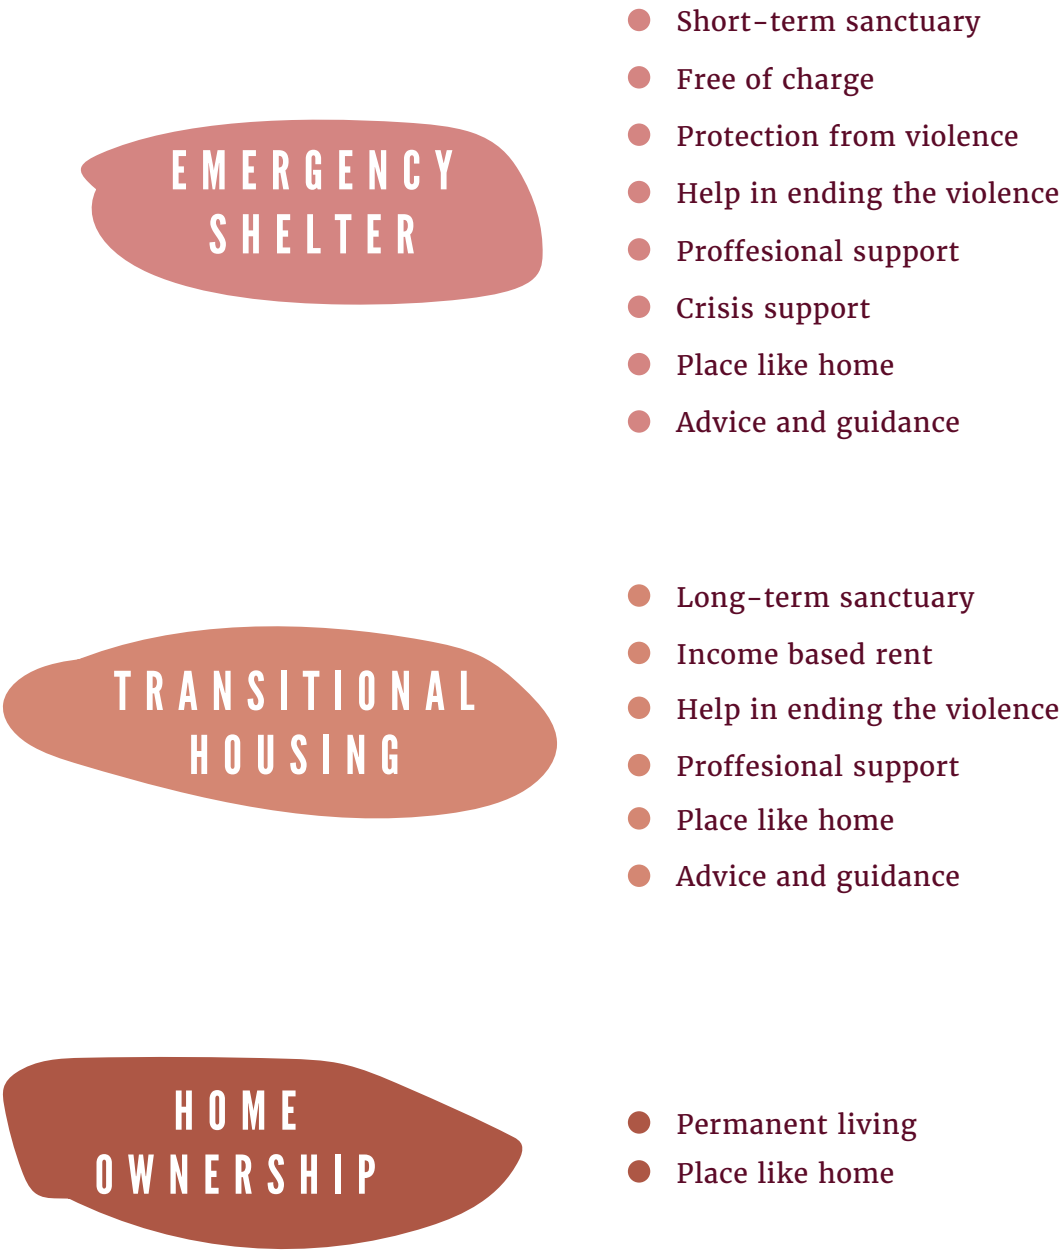 EMERGENCY
SHELTER
Short-term sanctuary
Free of charge
Protection from violence
Help in ending the violence
Proffesional support
Crisis support
Place like home
Advice and guidance
TRANSITIONAL
HOUSING
Long-term sanctuary
Income based rent
Help in ending the violence
Proffesional support
Place like home
Advice and guidance
HOME
OWNERSHIP
Permanent living
Place like home